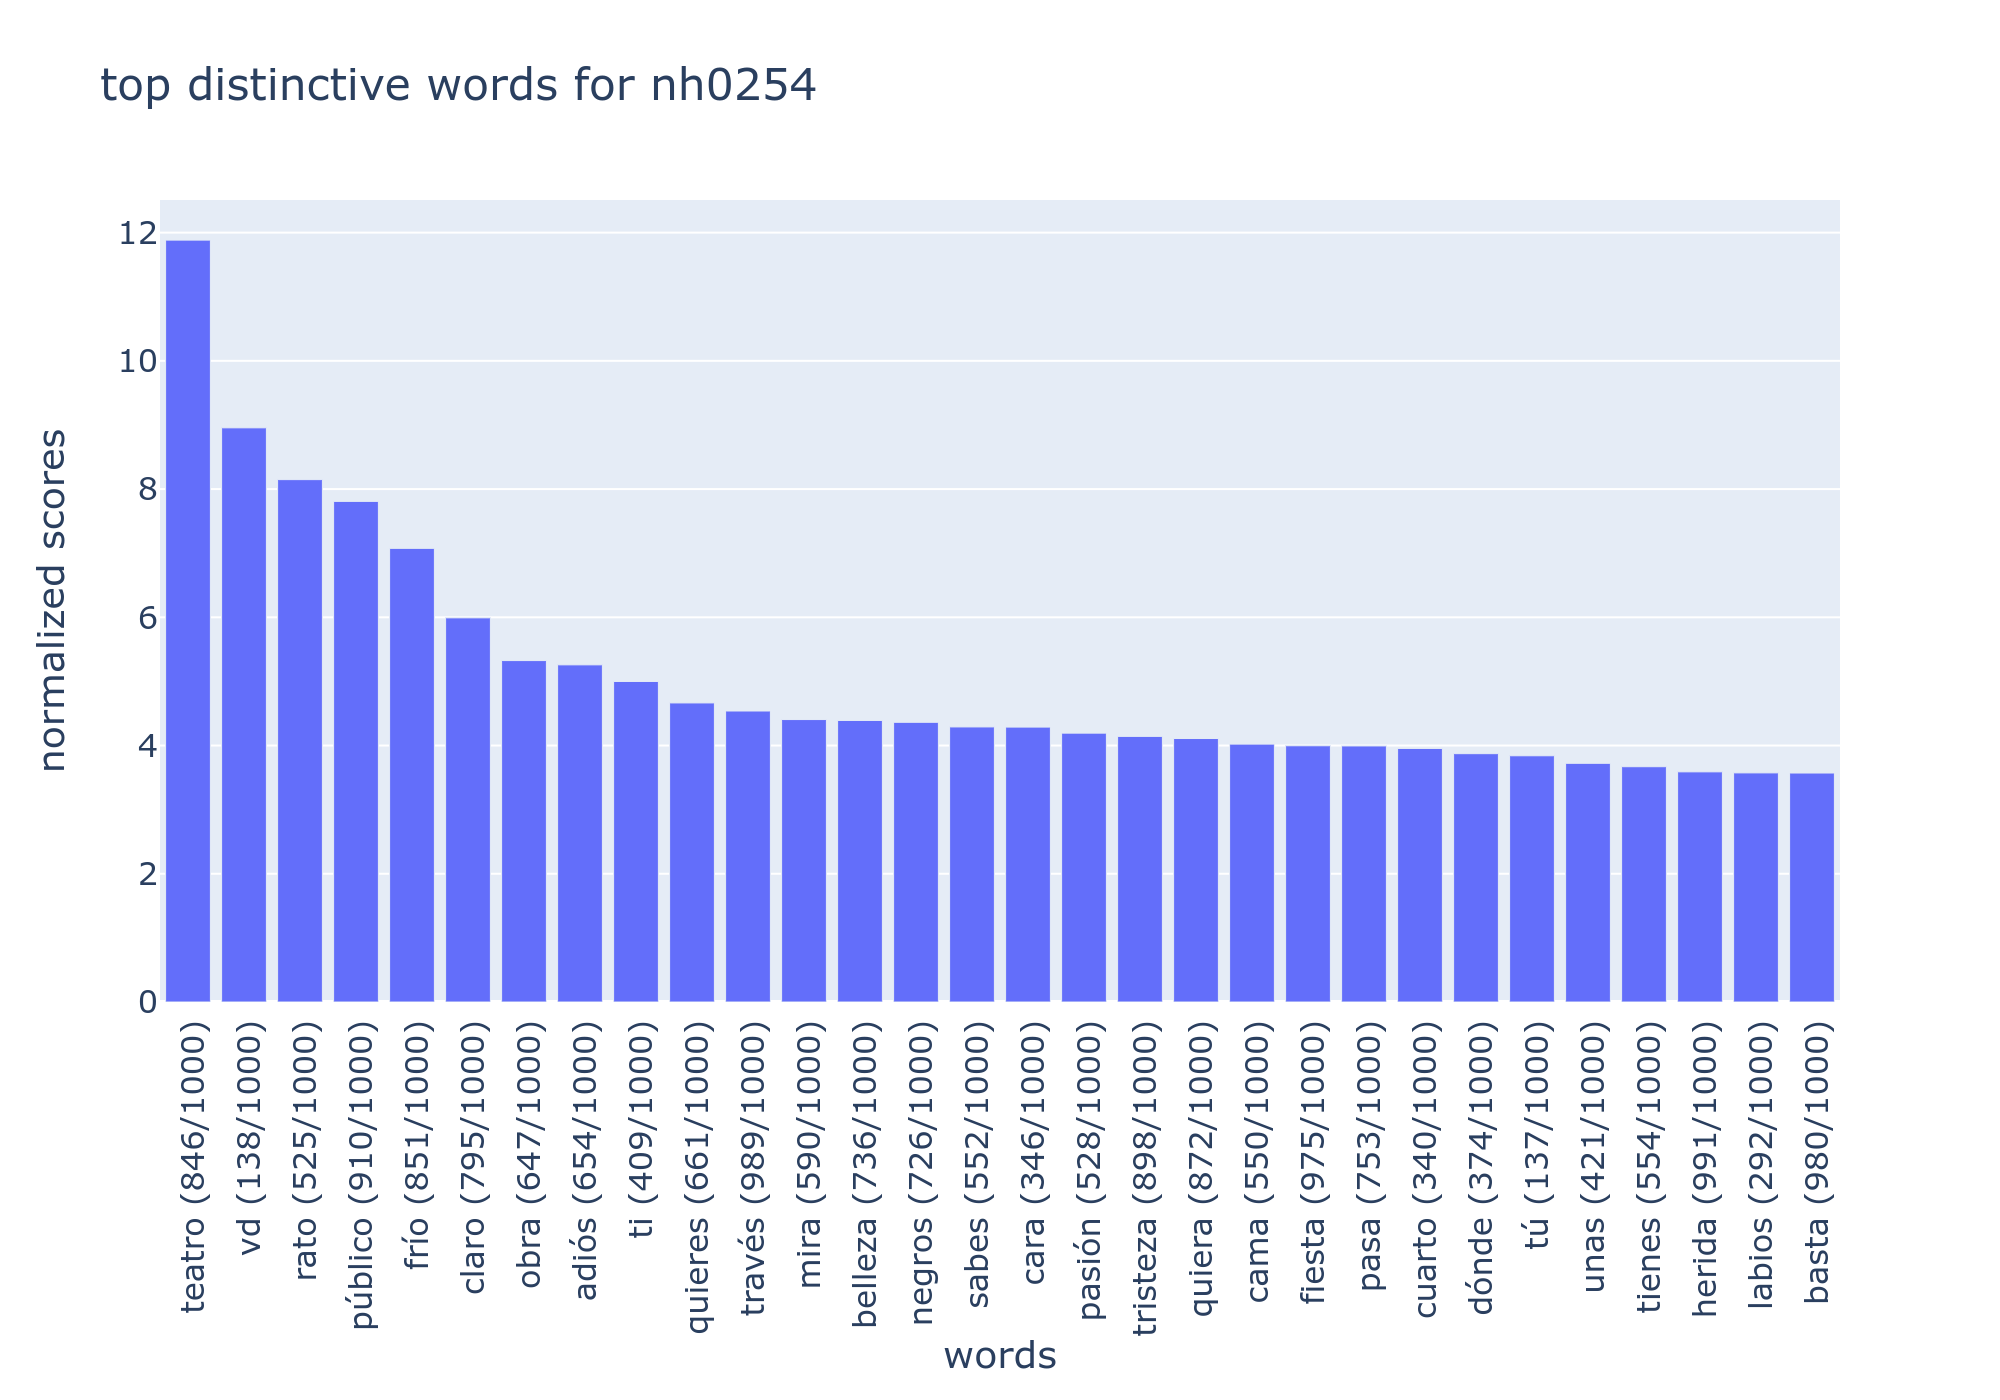 top distinctive words for nh0254
normalized scores
12
10
8
6
4
2
0
teatro (846/1000)
vd (138/1000)
rato (525/1000)
público (910/1000)
frío (851/1000)
claro (795/1000)
obra (647/1000)
adiós (654/1000)
ti (409/1000)
quieres (661/1000)
través (989/1000)
mira (590/1000)
belleza (736/1000)
negros (726/1000)
sabes (552/1000)
cara (346/1000)
pasión (528/1000)
tristeza (898/1000)
quiera (872/1000)
cama (550/1000)
fiesta (975/1000)
pasa (753/1000)
cuarto (340/1000)
dónde (374/1000)
tú (137/1000)
unas (421/1000)
tienes (554/1000)
herida (991/1000)
labios (292/1000)
basta (980/1000)
words